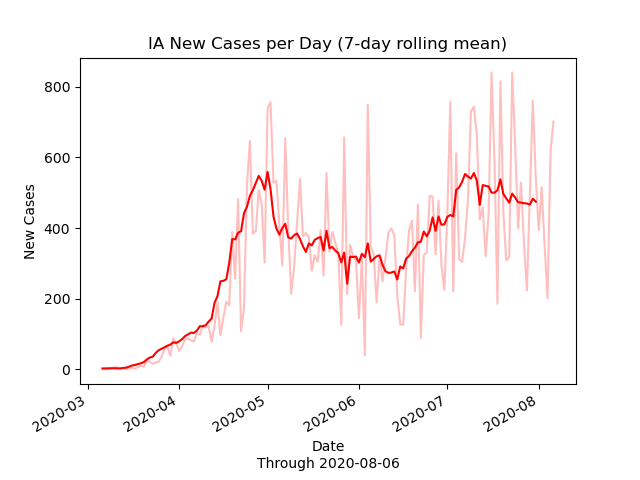 IA New Cases per Day (7-day rolling mean)
800
600
400
200
0
New Cases
2020-03
2020-04
2020-05
2020-06
2020-07
2020-08
Date
Through 2020-08-06